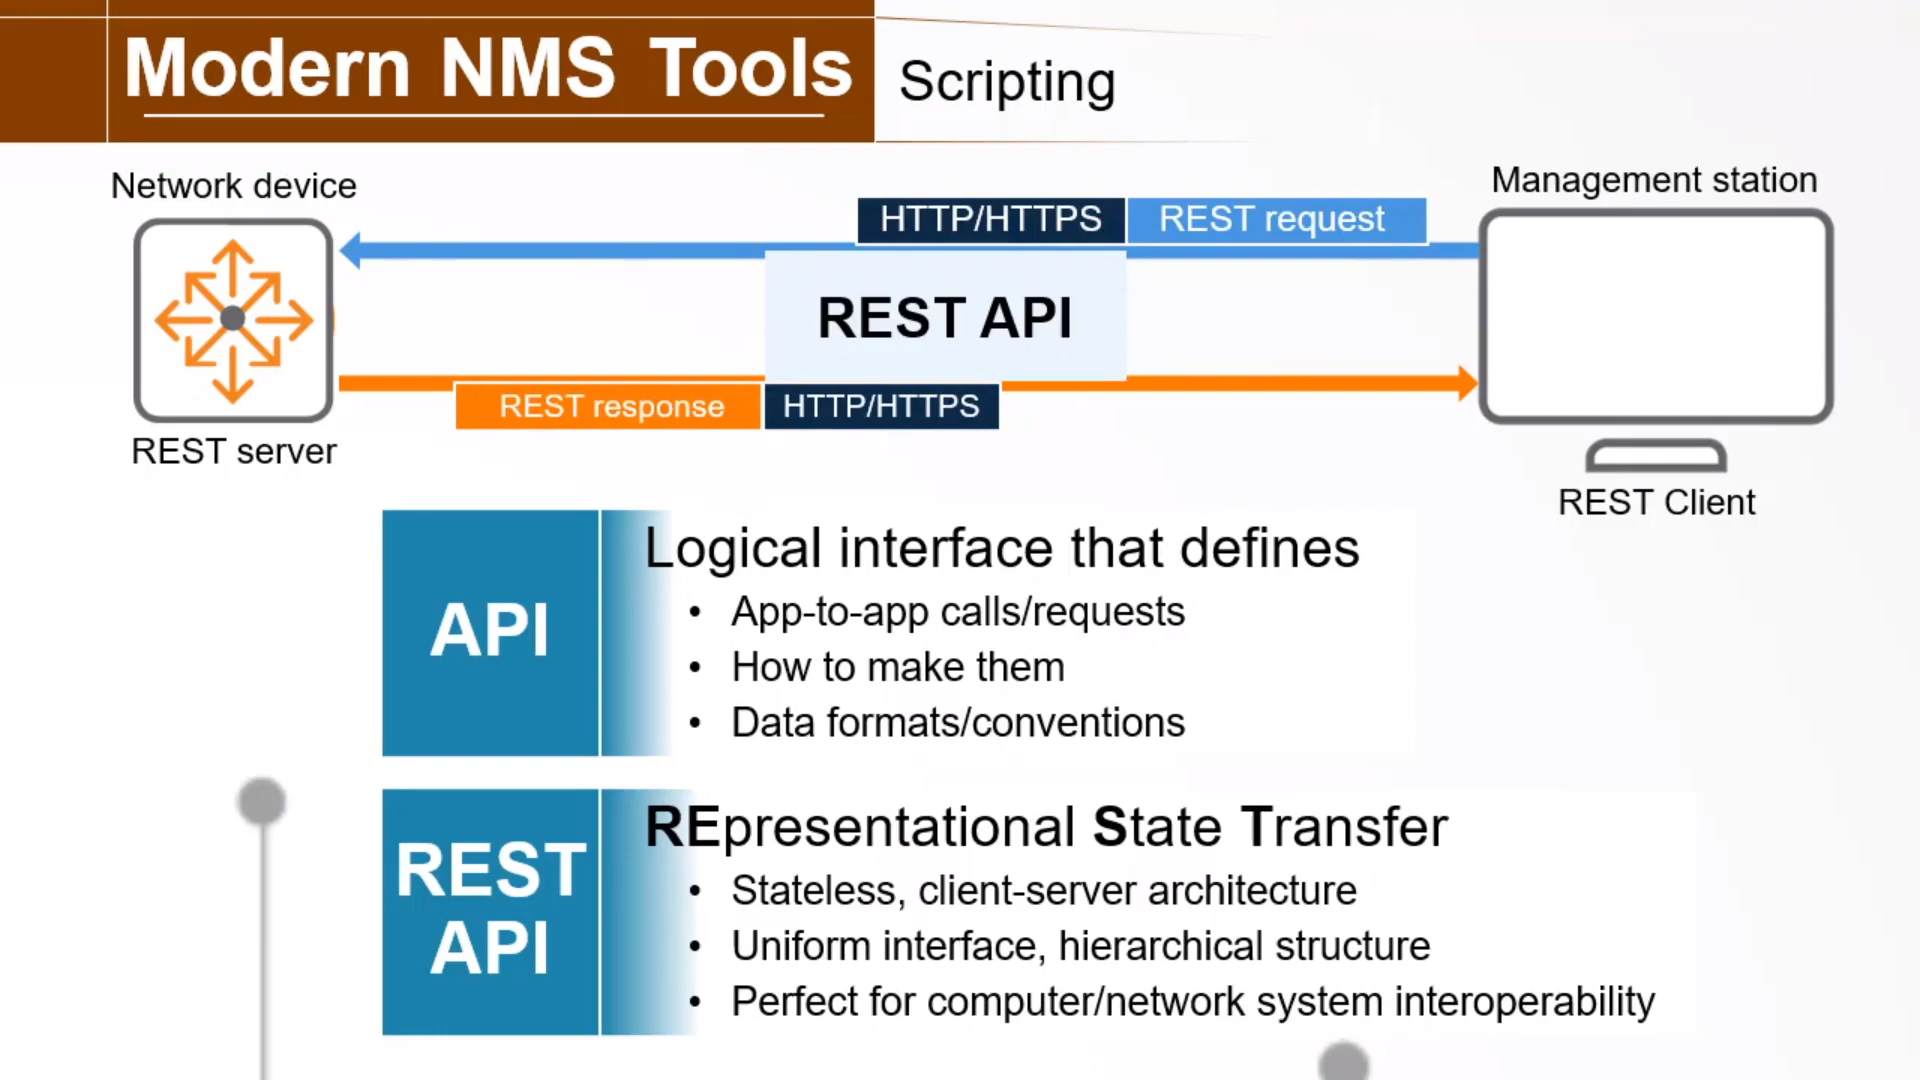 Modern NMS Tools
Scripting
Network device
Management station
HTTP/HTTPS
REST request
REST API
REST response
HTTP/HTTPS
REST server
REST Client
API
Logical interface that defines
• App-to-app calls/requests
• How to make them
• Data formats/conventions
REST
API
REpresentational State Transfer
• Stateless, client-server architecture
• Uniform interface, hierarchical structure
• Perfect for computer/network system interoperability